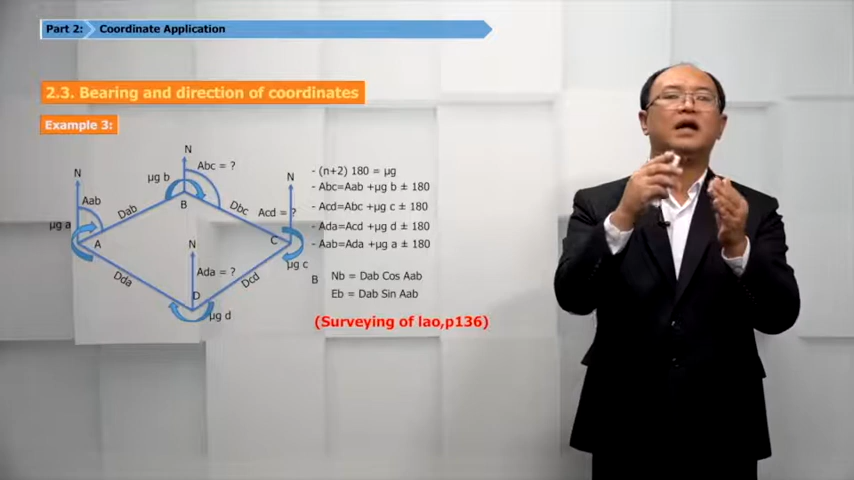 Part 2: Coordinate Application
2.3. Bearing and direction of coordinates
Example 3:
N
µg b
Abc = ?
N
Aab
Dab
B
Dbc
N
Acd = ?
µg a
A
N
C
Dda
Ada = ?
Dcd
µg c
D
µg d
- (n+2) 180 = µg
- Abc=Aab +µg b ± 180
- Acd=Abc +µg c ± 180
- Ada=Acd +µg d ± 180
- Aab=Ada +µg a ± 180
B Nb = Dab Cos Aab
Eb = Dab Sin Aab
(Surveying of lao,p136)